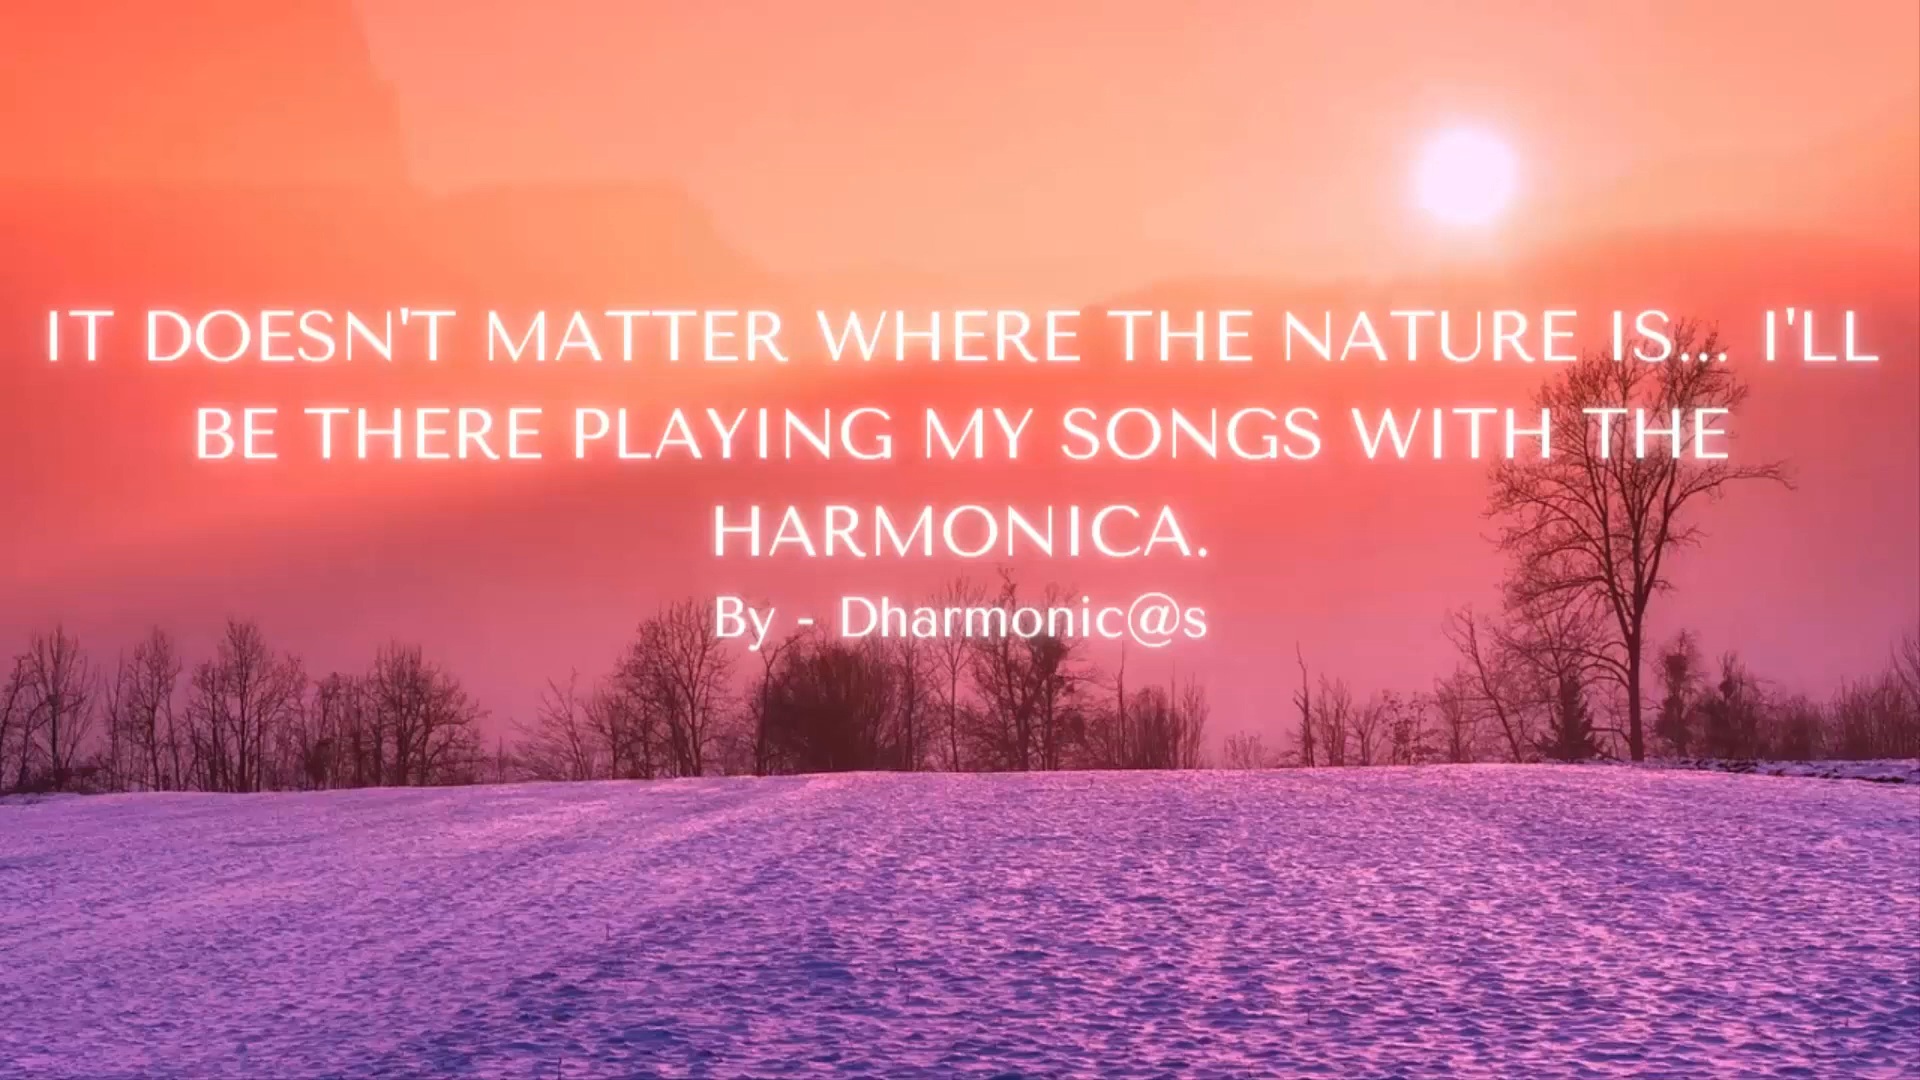 IT DOESN'T MATTER WHERE THE NATURE IS... I'LL
BE THERE PLAYING MY SONGS WITH THE
HARMONICA.
By - Dharmonic@s